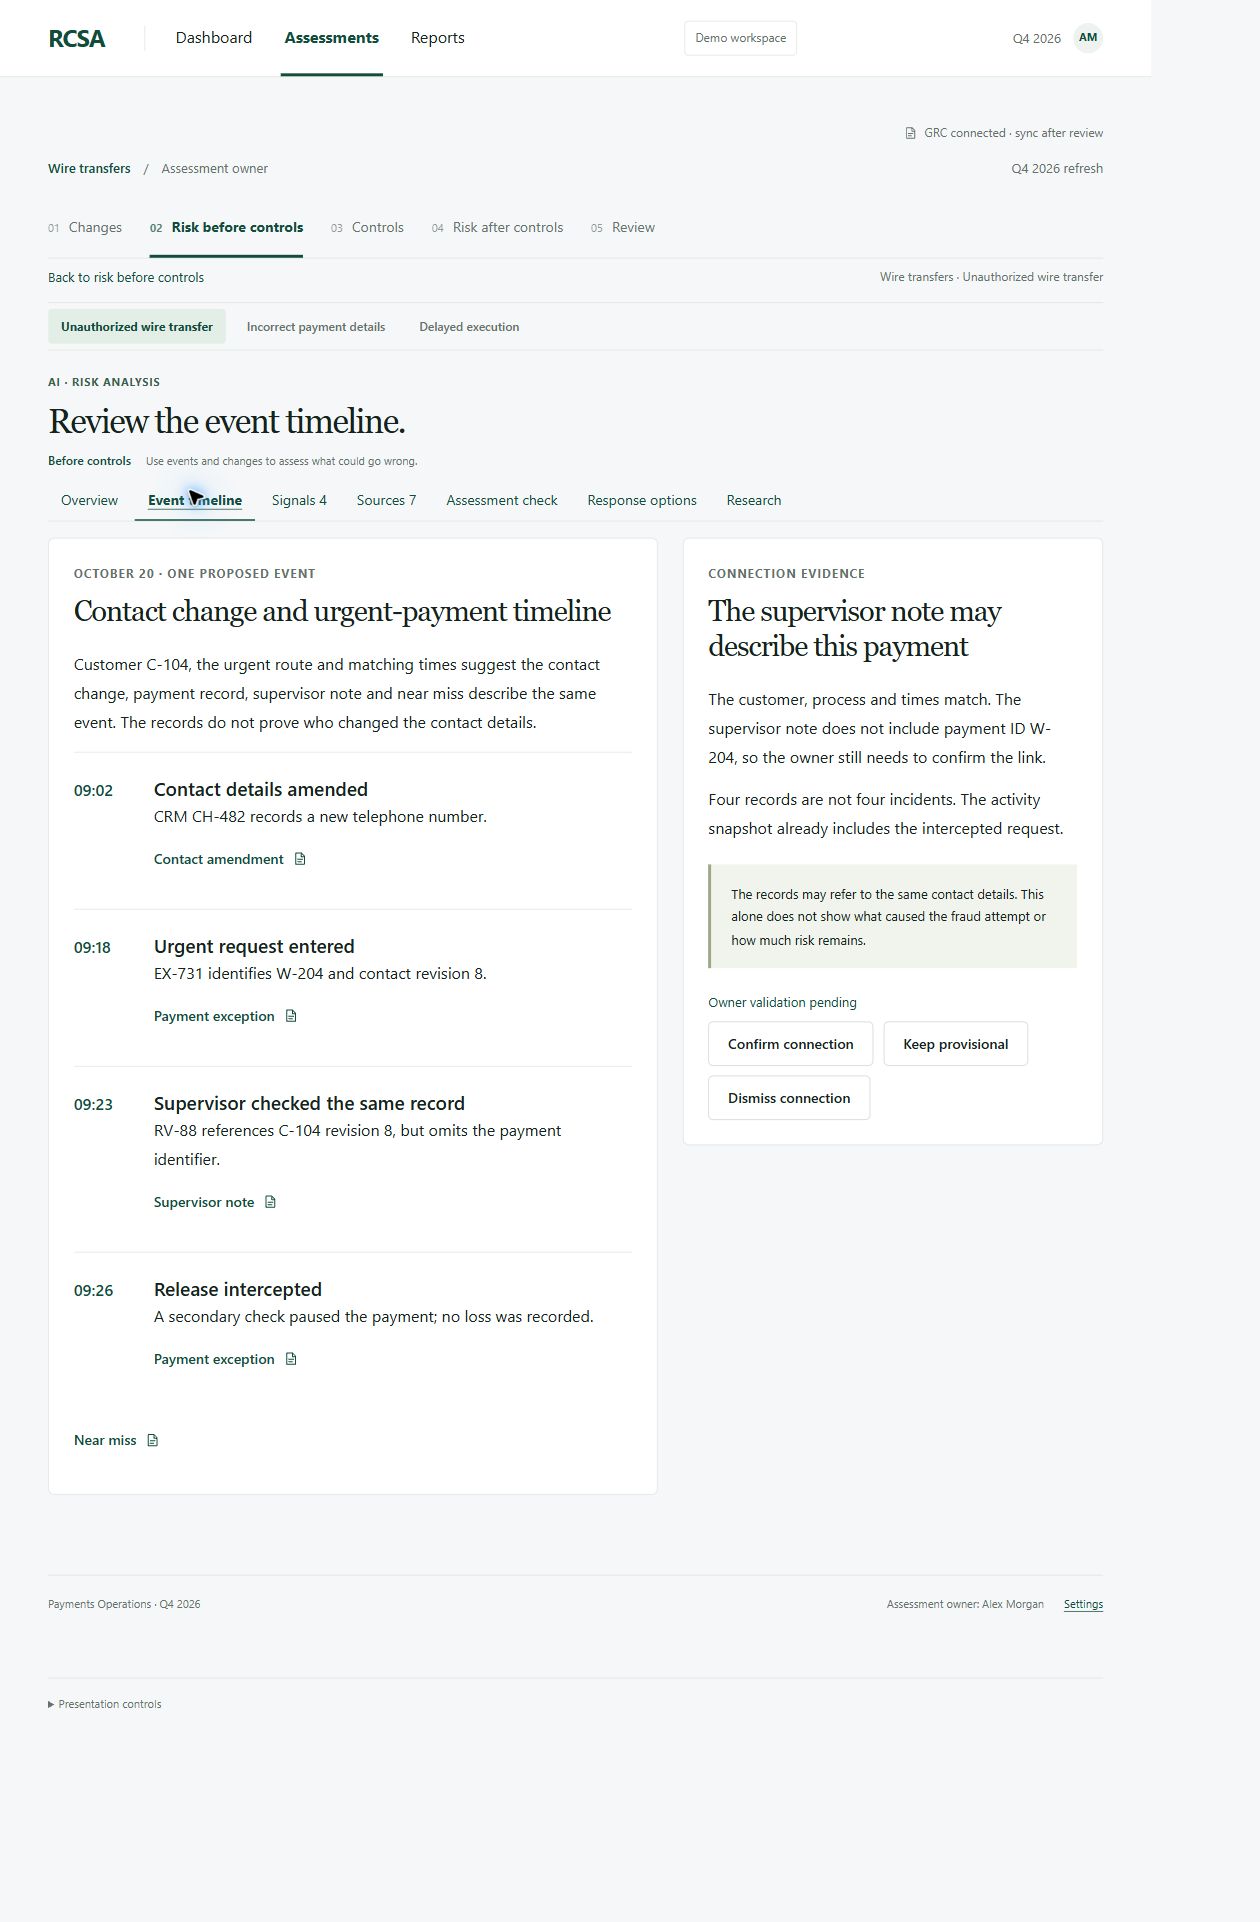 RCSA
Dashboard
Assessments
Reports
Demo workspace
Q4 2026
AM
GRC connected · sync after review
Wire transfers / Assessment owner
Q4 2026 refresh
01 Changes
02 Risk before controls
03 Controls
04 Risk after controls
05 Review
Back to risk before controls
Wire transfers · Unauthorized wire transfer
Unauthorized wire transfer
Incorrect payment details
Delayed execution
AI · RISK ANALYSIS
Review the event timeline.
Before controls Use events and changes to assess what could go wrong.
Overview
Event timeline
Signals 4
Sources 7
Assessment check
Response options
Research
OCTOBER 20 · ONE PROPOSED EVENT
Contact change and urgent-payment timeline
Customer C-104, the urgent route and matching times suggest the contact
change, payment record, supervisor note and near miss describe the same
event. The records do not prove who changed the contact details.
09:02 Contact details amended
CRM CH-482 records a new telephone number.
Contact amendment
09:18 Urgent request entered
EX-731 identifies W-204 and contact revision 8.
Payment exception
09:23 Supervisor checked the same record
RV-88 references C-104 revision 8, but omits the payment
identifier.
Supervisor note
09:26 Release intercepted
A secondary check paused the payment; no loss was recorded.
Payment exception
Near miss
CONNECTION EVIDENCE
The supervisor note may
describe this payment
The customer, process and times match. The
supervisor note does not include payment ID W-
204, so the owner still needs to confirm the link.
Four records are not four incidents. The activity
snapshot already includes the intercepted request.
The records may refer to the same contact details. This
alone does not show what caused the fraud attempt or
how much risk remains.
Owner validation pending
Confirm connection
Keep provisional
Dismiss connection
Payments Operations · Q4 2026
Assessment owner: Alex Morgan
Settings
Presentation controls